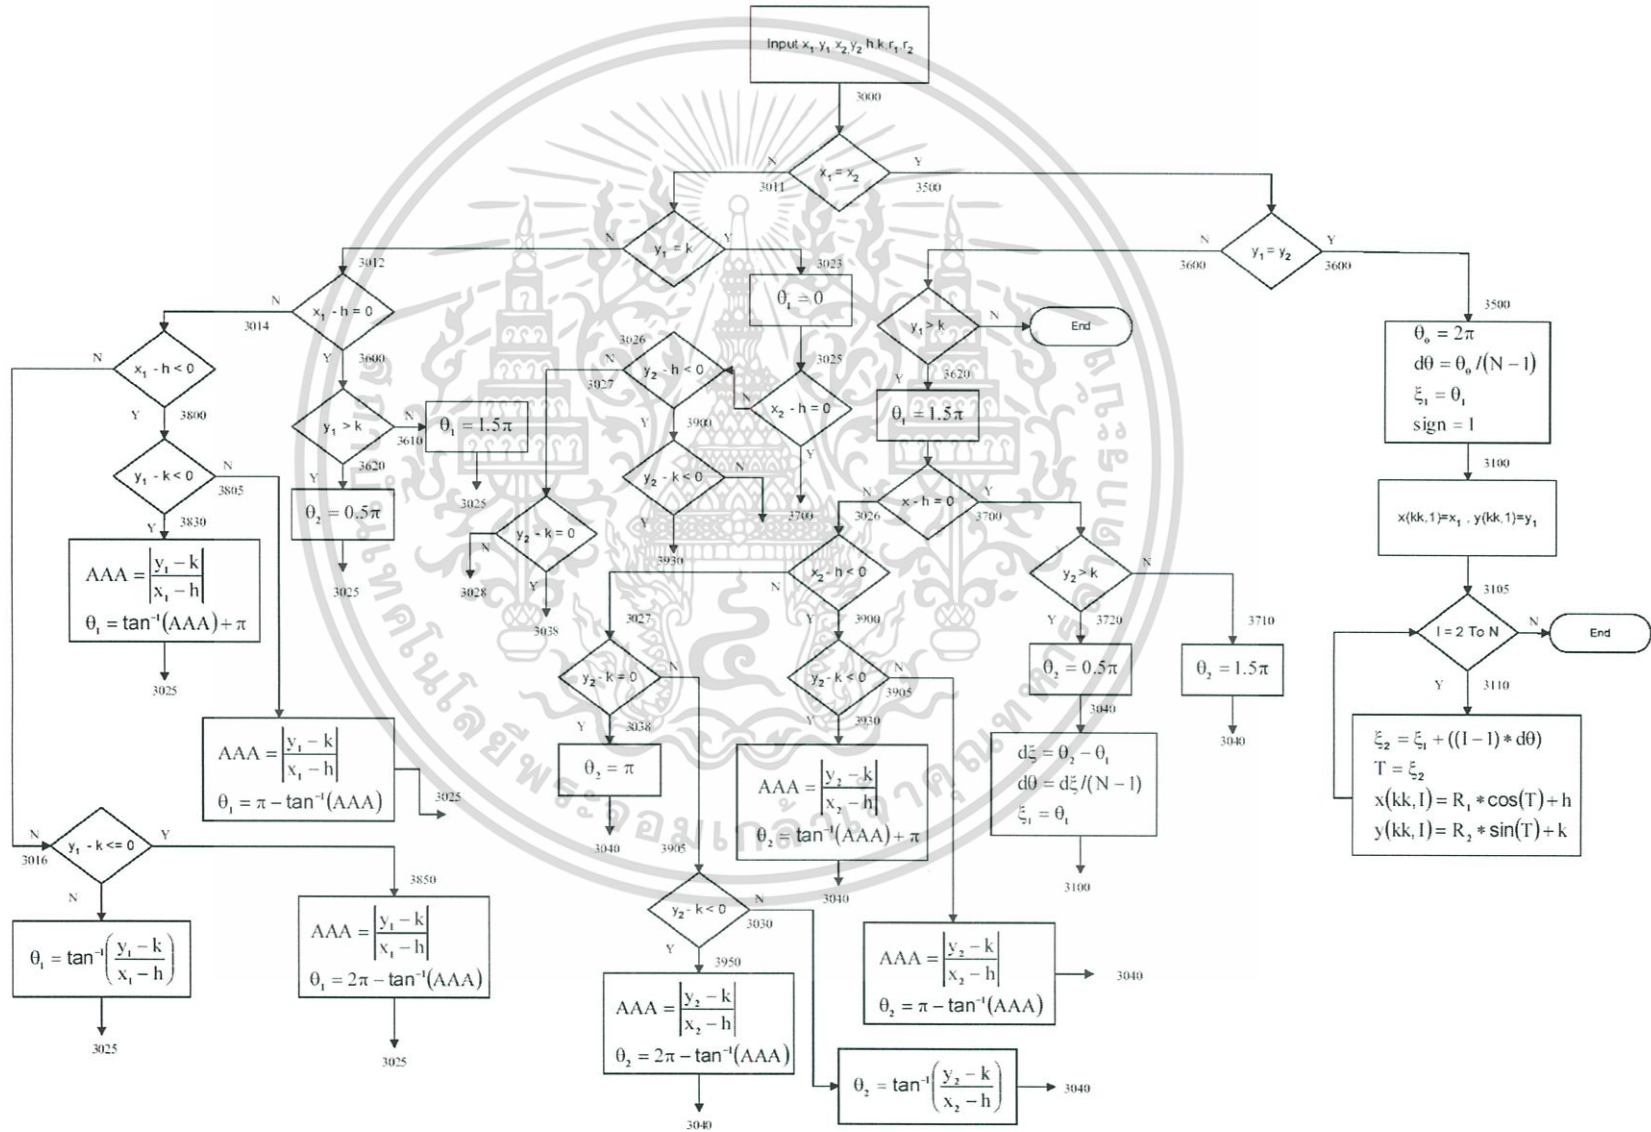 Input x₁ y₁ x₂,y₂ h k r₁ r₂
3000
N
x₁ = x₂
Y
3011
3500
N
y₁ = k
Y
3012
3023
θ₁ = 0
N
y₁ = y₂
Y
3600
3600
N
x₁ - h = 0
3014
Y
3600
N
x₁ - h < 0
Y
3800
y₁ > k
N
3610
θ₁ = 1.5π
3025
Y
3620
θ₂ = 0.5π
3025
y₁ - k < 0
N
3805
Y
3830
AAA = |(y₁ – k)/(x₁ – h)|
θ₁ = tan⁻¹(AAA) + π
3025
AAA = |(y₁ – k)/(x₁ – h)|
θ₁ = π – tan⁻¹(AAA)
3025
N
3016
y₁ - k <= 0
Y
3850
N
θ₁ = tan⁻¹((y₁ – k)/(x₁ – h))
3025
AAA = |(y₁ – k)/(x₁ – h)|
θ₁ = 2π – tan⁻¹(AAA)
3025
3025
x₂ - h = 0
N
Y
3700
3026
N
y₂ - h < 0
3027
Y
3900
y₂ - k < 0
N
Y
3930
y₂ - k = 0
N
3028
Y
3038
y₁ > k
N
End
Y
3620
θ₁ = 1.5π
N
x - h = 0
Y
3026
3700
x₂ - h < 0
N
3027
Y
3900
y₂ - k = 0
N
Y
3038
θ₂ = π
3040
3905
y₂ - k < 0
N
3905
Y
3930
AAA = |(y₂ – k)/(x₂ – h)|
θ₂ = tan⁻¹(AAA) + π
3040
y₂ - k < 0
N
3030
Y
3950
AAA = |(y₂ – k)/(x₂ – h)|
θ₂ = 2π – tan⁻¹(AAA)
3040
AAA = |(y₂ – k)/(x₂ – h)|
θ₂ = π – tan⁻¹(AAA)
3040
θ₂ = tan⁻¹((y₂ – k)/(x₂ – h))
3040
y₂ > k
N
Y
3720
3710
θ₂ = 0.5π
θ₂ = 1.5π
3040
3040
dξ = θ₂ – θ₁
dθ = dξ/(N – 1)
ξ₁ = θ₁
3100
3500
θₒ = 2π
dθ = θₒ/(N – 1)
ξ₁ = θ₁
sign = 1
3100
x(kk,1)=x₁ , y(kk,1)=y₁
3105
I = 2 To N
N
End
Y
3110
ξ₂ = ξ₁ + ((I – 1) * dθ)
T = ξ₂
x(kk,I) = R₁ * cos(T) + h
y(kk,I) = R₂ * sin(T) + k